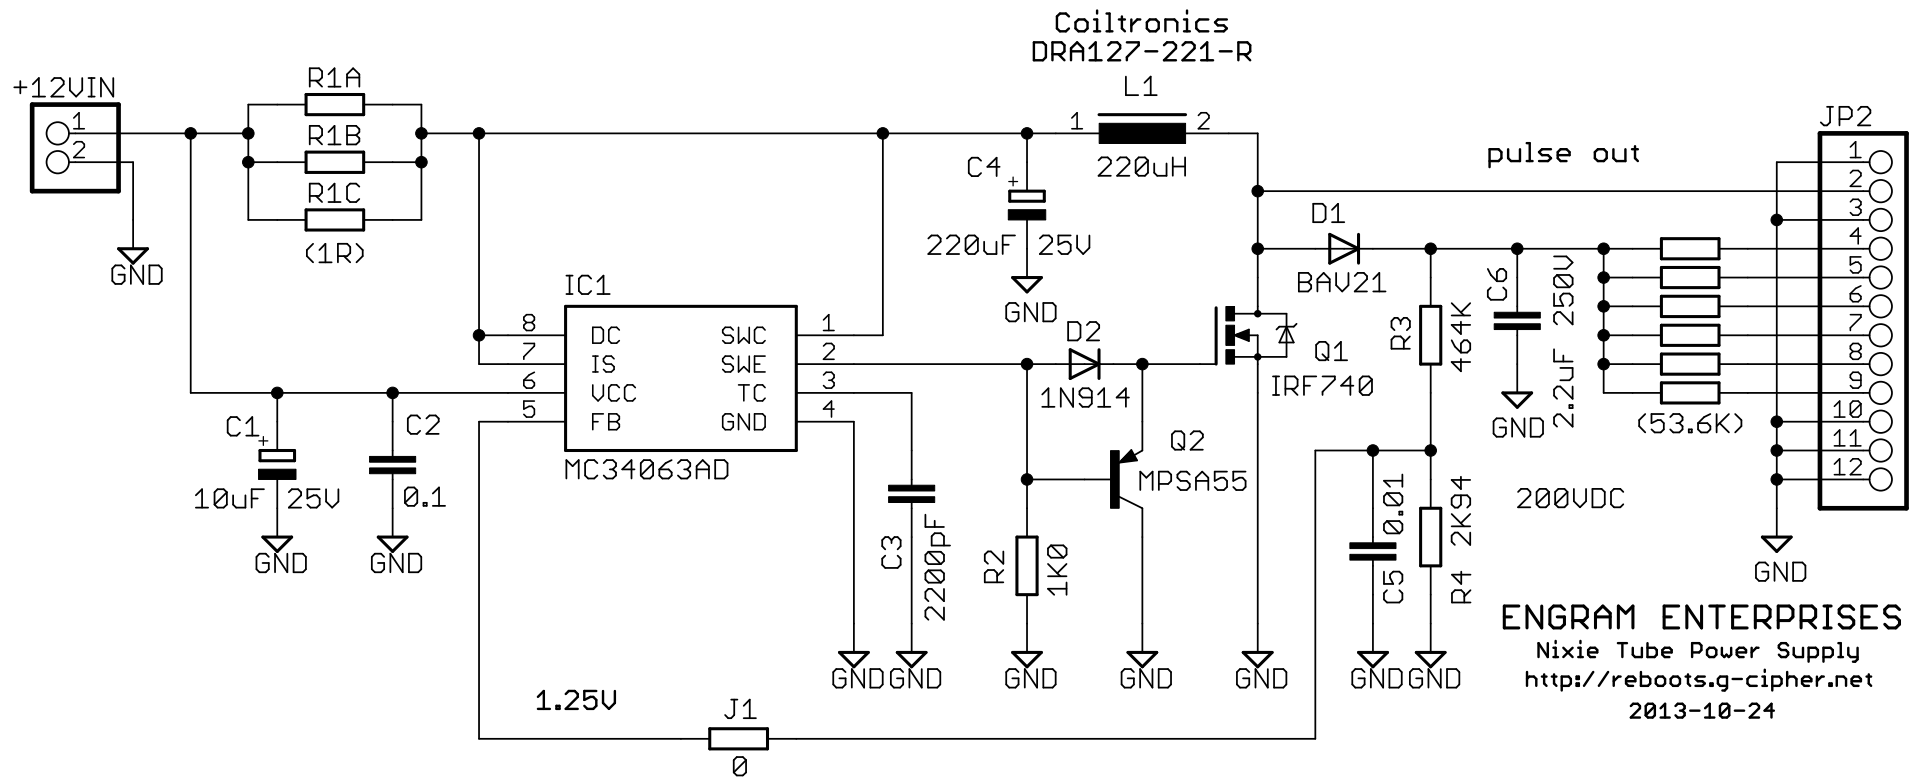 Coiltronics
DRA127-221-R
L1
1 2
220uH
+12VIN
1
2
GND
R1A
R1B
R1C
(1R)
C4
+
220uF 25V
GND
pulse out
JP2
1
2
3
4
5
6
7
8
9
10
11
12
GND
D1
BAV21
IC1
8 DC SWC 1
7 IS SWE 2
6 VCC TC 3
5 FB GND 4
MC34063AD
D2
1N914
Q1
IRF740
R3
464K
C6
2.2uF 250V
GND
(53.6K)
C1
+
10uF 25V
GND
C2
0.1
GND
Q2
MPSA55
C3
2200pF
R2
1K0
C5
0.01
R4
2K94
200VDC
GND
GND
GND
GND
GND
GND
GND
1.25V
J1
0
ENGRAM ENTERPRISES
Nixie Tube Power Supply
http://reboots.g-cipher.net
2013-10-24